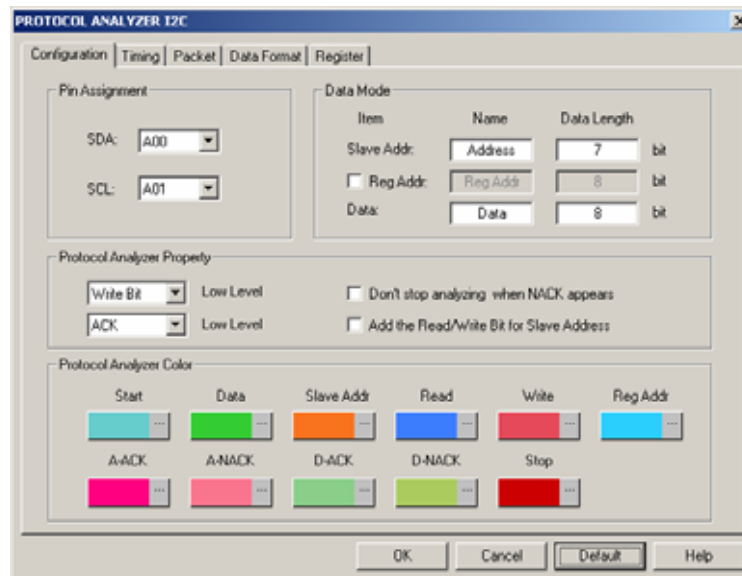 PROTOCOL ANALYZER I2C
Configuration Timing Packet Data Format Register
Pin Assignment
SDA: A00
SCL: A01
Data Mode
Item Name Data Length
Slave Addr: Address 7 bit
Reg Addr: Reg Addr 8 bit
Data: Data 8 bit
Protocol Analyzer Property
Write Bit Low Level Don't stop analyzing when NACK appears
ACK Low Level Add the Read/Write Bit for Slave Address
Protocol Analyzer Color
Start Data Slave Addr Read Write Reg Addr
... ... ... ... ... ...
A-ACK A-NACK D-ACK D-NACK Stop
... ... ... ... ...
OK Cancel Default Help